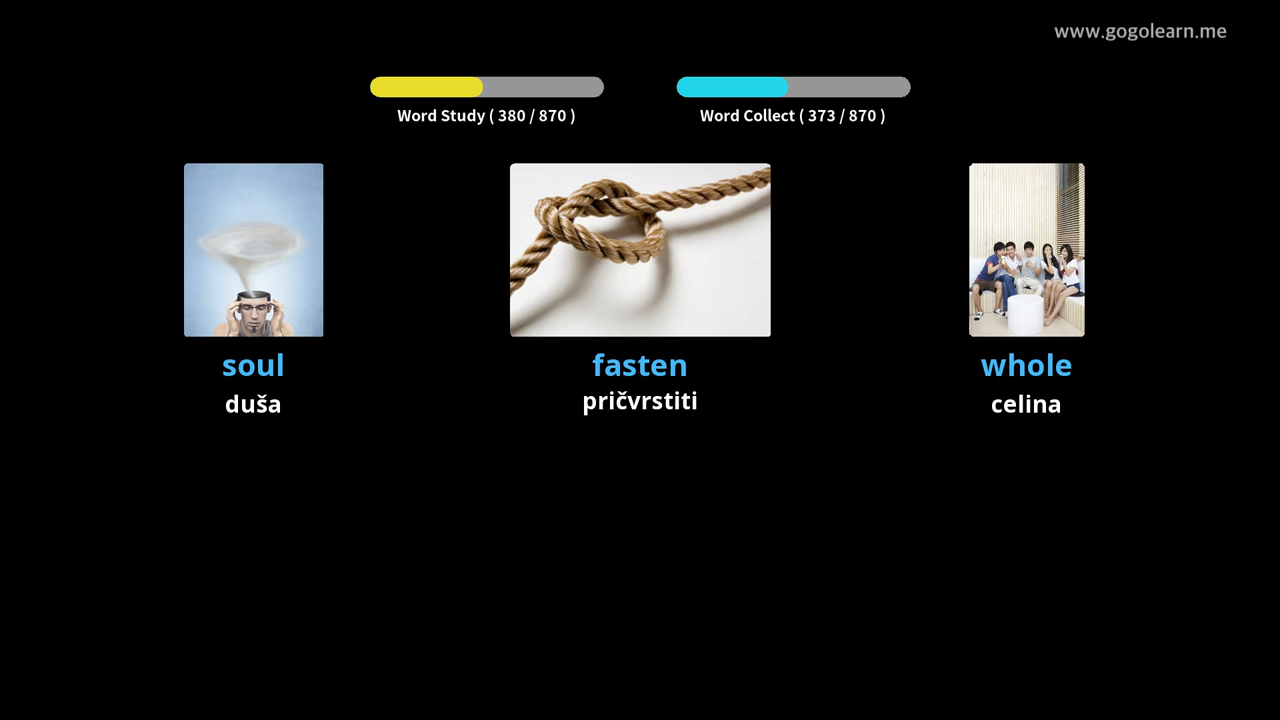 www.gogolearn.me
Word Study ( 380 / 870 )
Word Collect ( 373 / 870 )
soul
fasten
whole
duša
pričvrstiti
celina